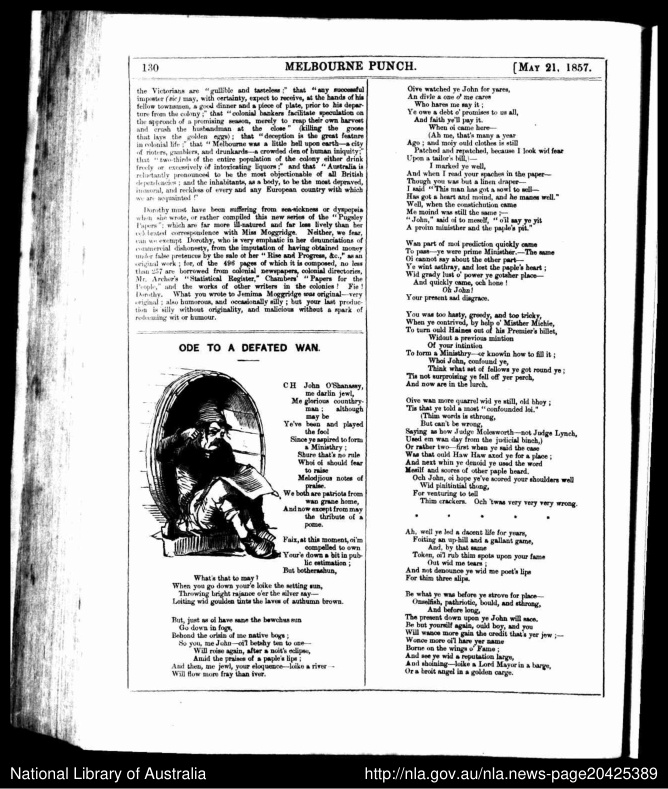 130
MELBOURNE PUNCH.
[MAY 21, 1857.
the Victorians are "gullible and tasteless;" that "any successful
imposter (sic) may, with certainty, expect to receive, at the hands of his
fellow townsmen, a good dinner and a piece of plate, prior to his depar-
ture from the colony;" that "colonial bankers facilitate speculation on
the approach of a promising season, merely to reap their own harvest
and crush the husbandman at the close" (killing the goose
that lays the golden eggs); that "deception is the great feature
in colonial life;" that "Melbourne was a little hell upon earth—a city
of rioters, gamblers, and drunkards—a crowded den of human iniquity;"
that "two-thirds of the entire population of the colony either drink
freely or excessively of intoxicating liquors;" and that "Australia is
reluctantly pronounced to be the most objectionable of all British
dependencies; and the inhabitants, as a body, to be the most depraved,
immoral, and reckless of every and any European country with which
we are acquainted!"
Dorothy must have been suffering from sea-sickness or dyspepsia
when she wrote, or rather compiled this new series of the "Pugsley
Papers"; which are far more ill-natured and far less lively than her
celebrated correspondence with Miss Moggridge. Neither, we fear,
can we exempt Dorothy, who is very emphatic in her denunciations of
commercial dishonesty, from the imputation of having obtained money
under false pretences by the sale of her "Rise and Progress, &c.," as an
original work; for, of the 496 pages of which it is composed, no less
than 257 are borrowed from colonial newspapers, colonial directories,
Mr. Archer's "Statistical Register," Chambers' "Papers for the
People," and the works of other writers in the colonies! Fie!
Dorothy. What you wrote to Jemima Moggridge was original—very
original; also humorous, and occasionally silly; but your last produc-
tion is silly without originality, and malicious without a spark of
redeeming wit or humour.
ODE TO A DEFATED WAN.
CH John O'Shanassy,
me darlin jewl,
Me glorious counthry-
man; although
may be
Ye've been and played
the fool
Since ye aspired to form
a Ministhry;
Shure that's no rule
Whoi oi should fear
to raise
Melodjious notes of
praise.
We both are patriots from
wan grane home,
And now except from may
the thribute of a
pome.
Faix, at this moment, oi'm
compelled to own
Your'e down a bit in pub-
lic estimation;
But botherashun,
What's that to may?
When you go down your'e loike the setting sun,
Throwing bright rajance o'er the silver say—
Loiting wid goulden tints the laves of authumn brown.
But, just as oi have sane the bewchus sun
Go down in fogs,
Behond the orisin of me native bogs;
So you, me John—oi'l betshy ten to one—
Will roise again, after a noit's eclipse,
Amid the praises of a paple's lips;
And then, me jewl, your eloquence—loike a river—
Will flow more fray than iver.
Oive watched ye John for yares,
An divle a one o' me cares
Who hares me say it;
Ye owe a debt o' promises to us all,
And faith ye'll pay it.
When oi came here—
(Ah me, that's many a year
Ago; and moiy ould clothes is still
Patched and repatched, because I look wid fear
Upon a tailor's bill,)—
I marked ye well,
And when I read your spaches in the paper—
Though you was but a linen draper—
I said "This man has got a sowl to sell—
Has got a heart and moind, and he manes well."
Well, when the constichution came
Me moind was still the same;—
"John," said oi to meself, "o'il say ye yit
A proimministher and the paple's pit."
Wan part of moi prediction quickly came
To pass—ye were prime Minister.—The same
Oi cannot say about the other part—
Ye wint asthray, and lost the paple's heart;
Wid grady lust o' power ye gotsher place—
And quickly came, och hone!
Oh John!
Your present sad disgrace.
You was too hasty, greedy, and too tricky,
When ye contrived, by help o' Misther Michie,
To turn ould Haines out of his Premier's billet,
Widout a previous mintion
Of your intintion
To form a Ministhry—or knowin how to fill it;
Whoi John, confound ye,
Think what set of fellows ye got round ye;
'Tis not surproising ye fell off yer perch,
And now are in the lurch.
Oive wan more quarrel wid ye still, old bhoy;
'Tis that ye told a most "confounded loi."
(Thim words is sthrong,
But can't be wrong,
Saying as how Judge Molesworth—not Judge Lynch,
Used em wan day from the judicial binch,)
Or rather two—first when ye said the case
Was that ould Haw Haw axed ye for a place;
And next whin ye denoid ye used the word
Meself and scores of other paple heard.
Och John, oi hope ye've scored your shoulders well
Wid pinitintial thong,
For venturing to tell
Thim crackers. Och 'twas very very very wrong.
* * * * *
Ah, well ye led a dacent life for years,
Foiting an up-hill and a gallant game,
And, by that same
Token, oi'l rub thim spots upon your fame
Out wid me tears;
And not denounce ye wid me poet's lips
For thim three slips.
Be what ye was before ye strove for place—
Onselfish, pathriotic, bould, and sthrong,
And before long,
The present down upon ye John will sace.
Be but yourself again, ould boy, and you
Will wance more gain the credit that's yer jew;—
Wonce more oi'l hare yer name
Borne on the wings o' Fame;
And see ye wid a reputation large,
And shoining—loike a Lord Mayor in a barge,
Or a broit angel in a golden carge.
National Library of Australia
http://nla.gov.au/nla.news-page20425389